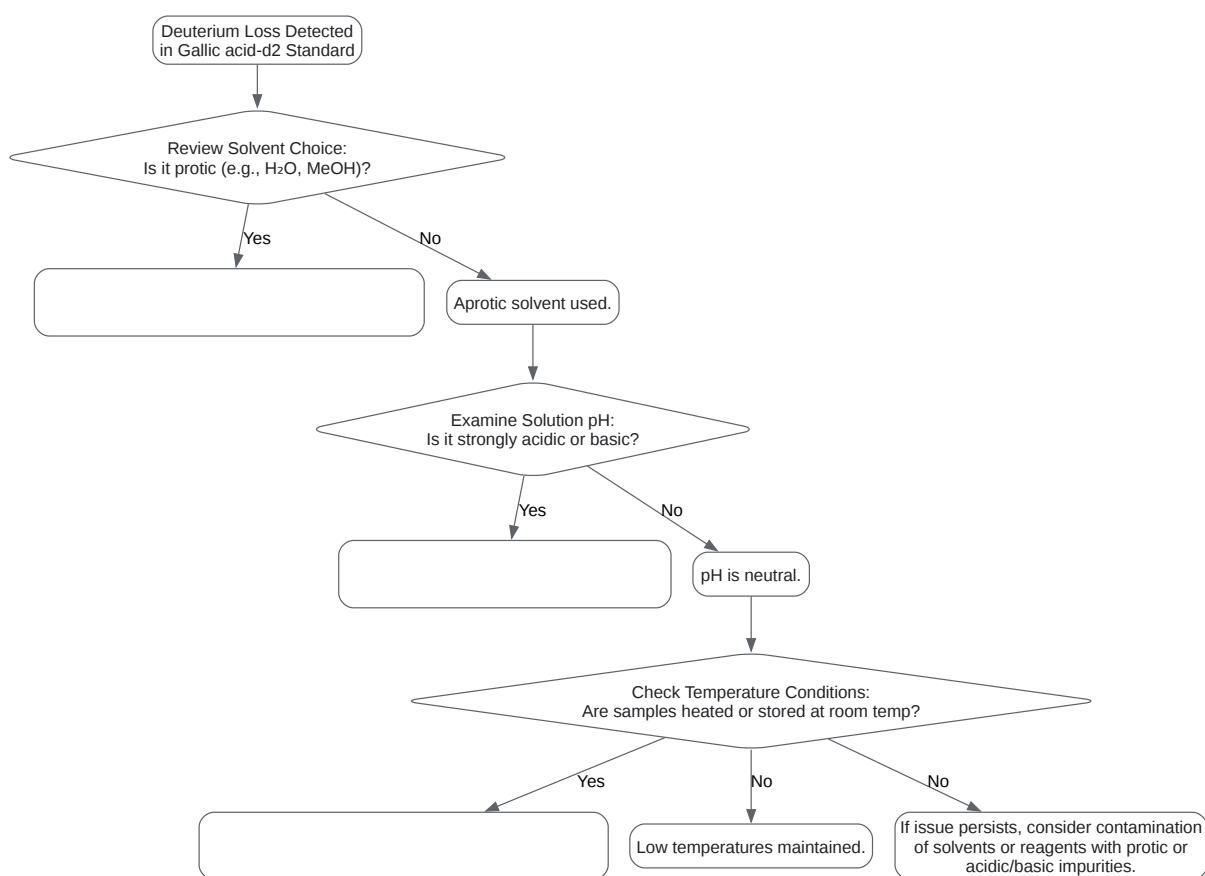 Deuterium Loss Detected
in Gallic acid-d2 Standard
Review Solvent Choice:
Is it protic (e.g., H₂O, MeOH)?
Yes
No
Aprotic solvent used.
Examine Solution pH:
Is it strongly acidic or basic?
Yes
No
pH is neutral.
Check Temperature Conditions:
Are samples heated or stored at room temp?
Yes
No
No
Low temperatures maintained.
If issue persists, consider contamination
of solvents or reagents with protic or
acidic/basic impurities.